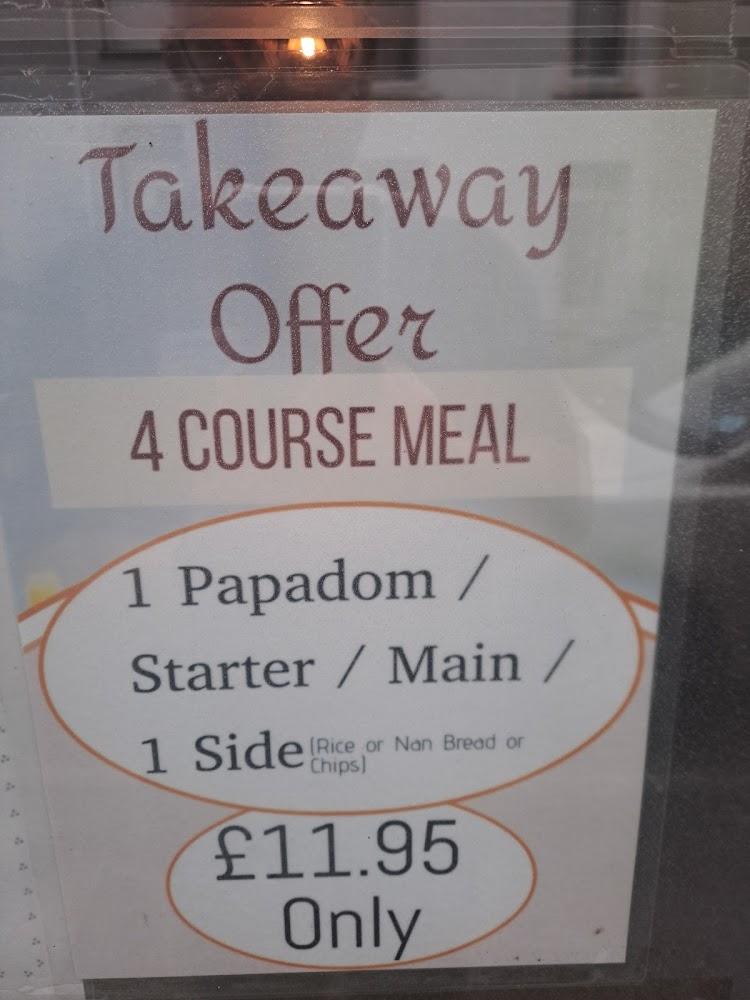 Takeaway
Offer
4 COURSE MEAL
1 Papadom /
Starter / Main /
1 Side (Rice or Nan Bread or
Chips)
£11.95
Only